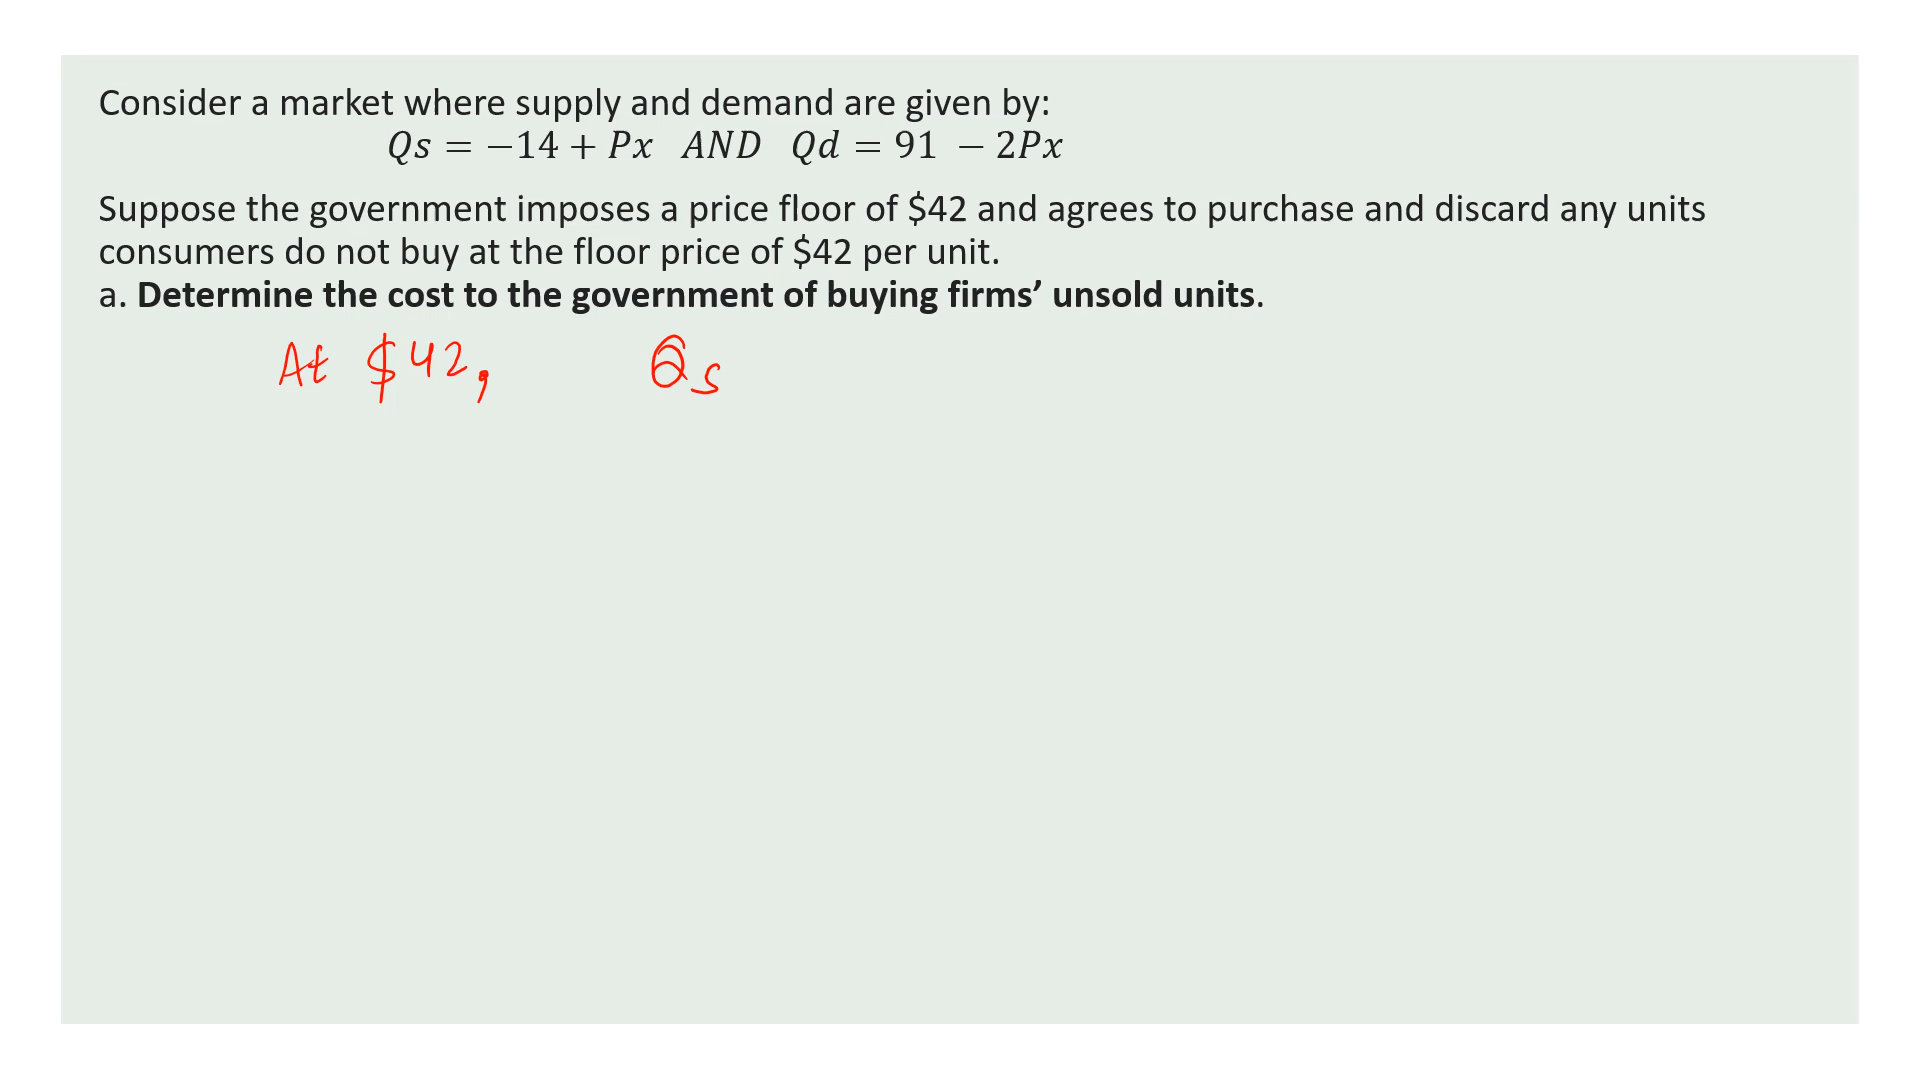 Consider a market where supply and demand are given by:
Qs = −14 + Px AND Qd = 91 − 2Px
Suppose the government imposes a price floor of $42 and agrees to purchase and discard any units
consumers do not buy at the floor price of $42 per unit.
a. Determine the cost to the government of buying firms’ unsold units.
At $42, Qs